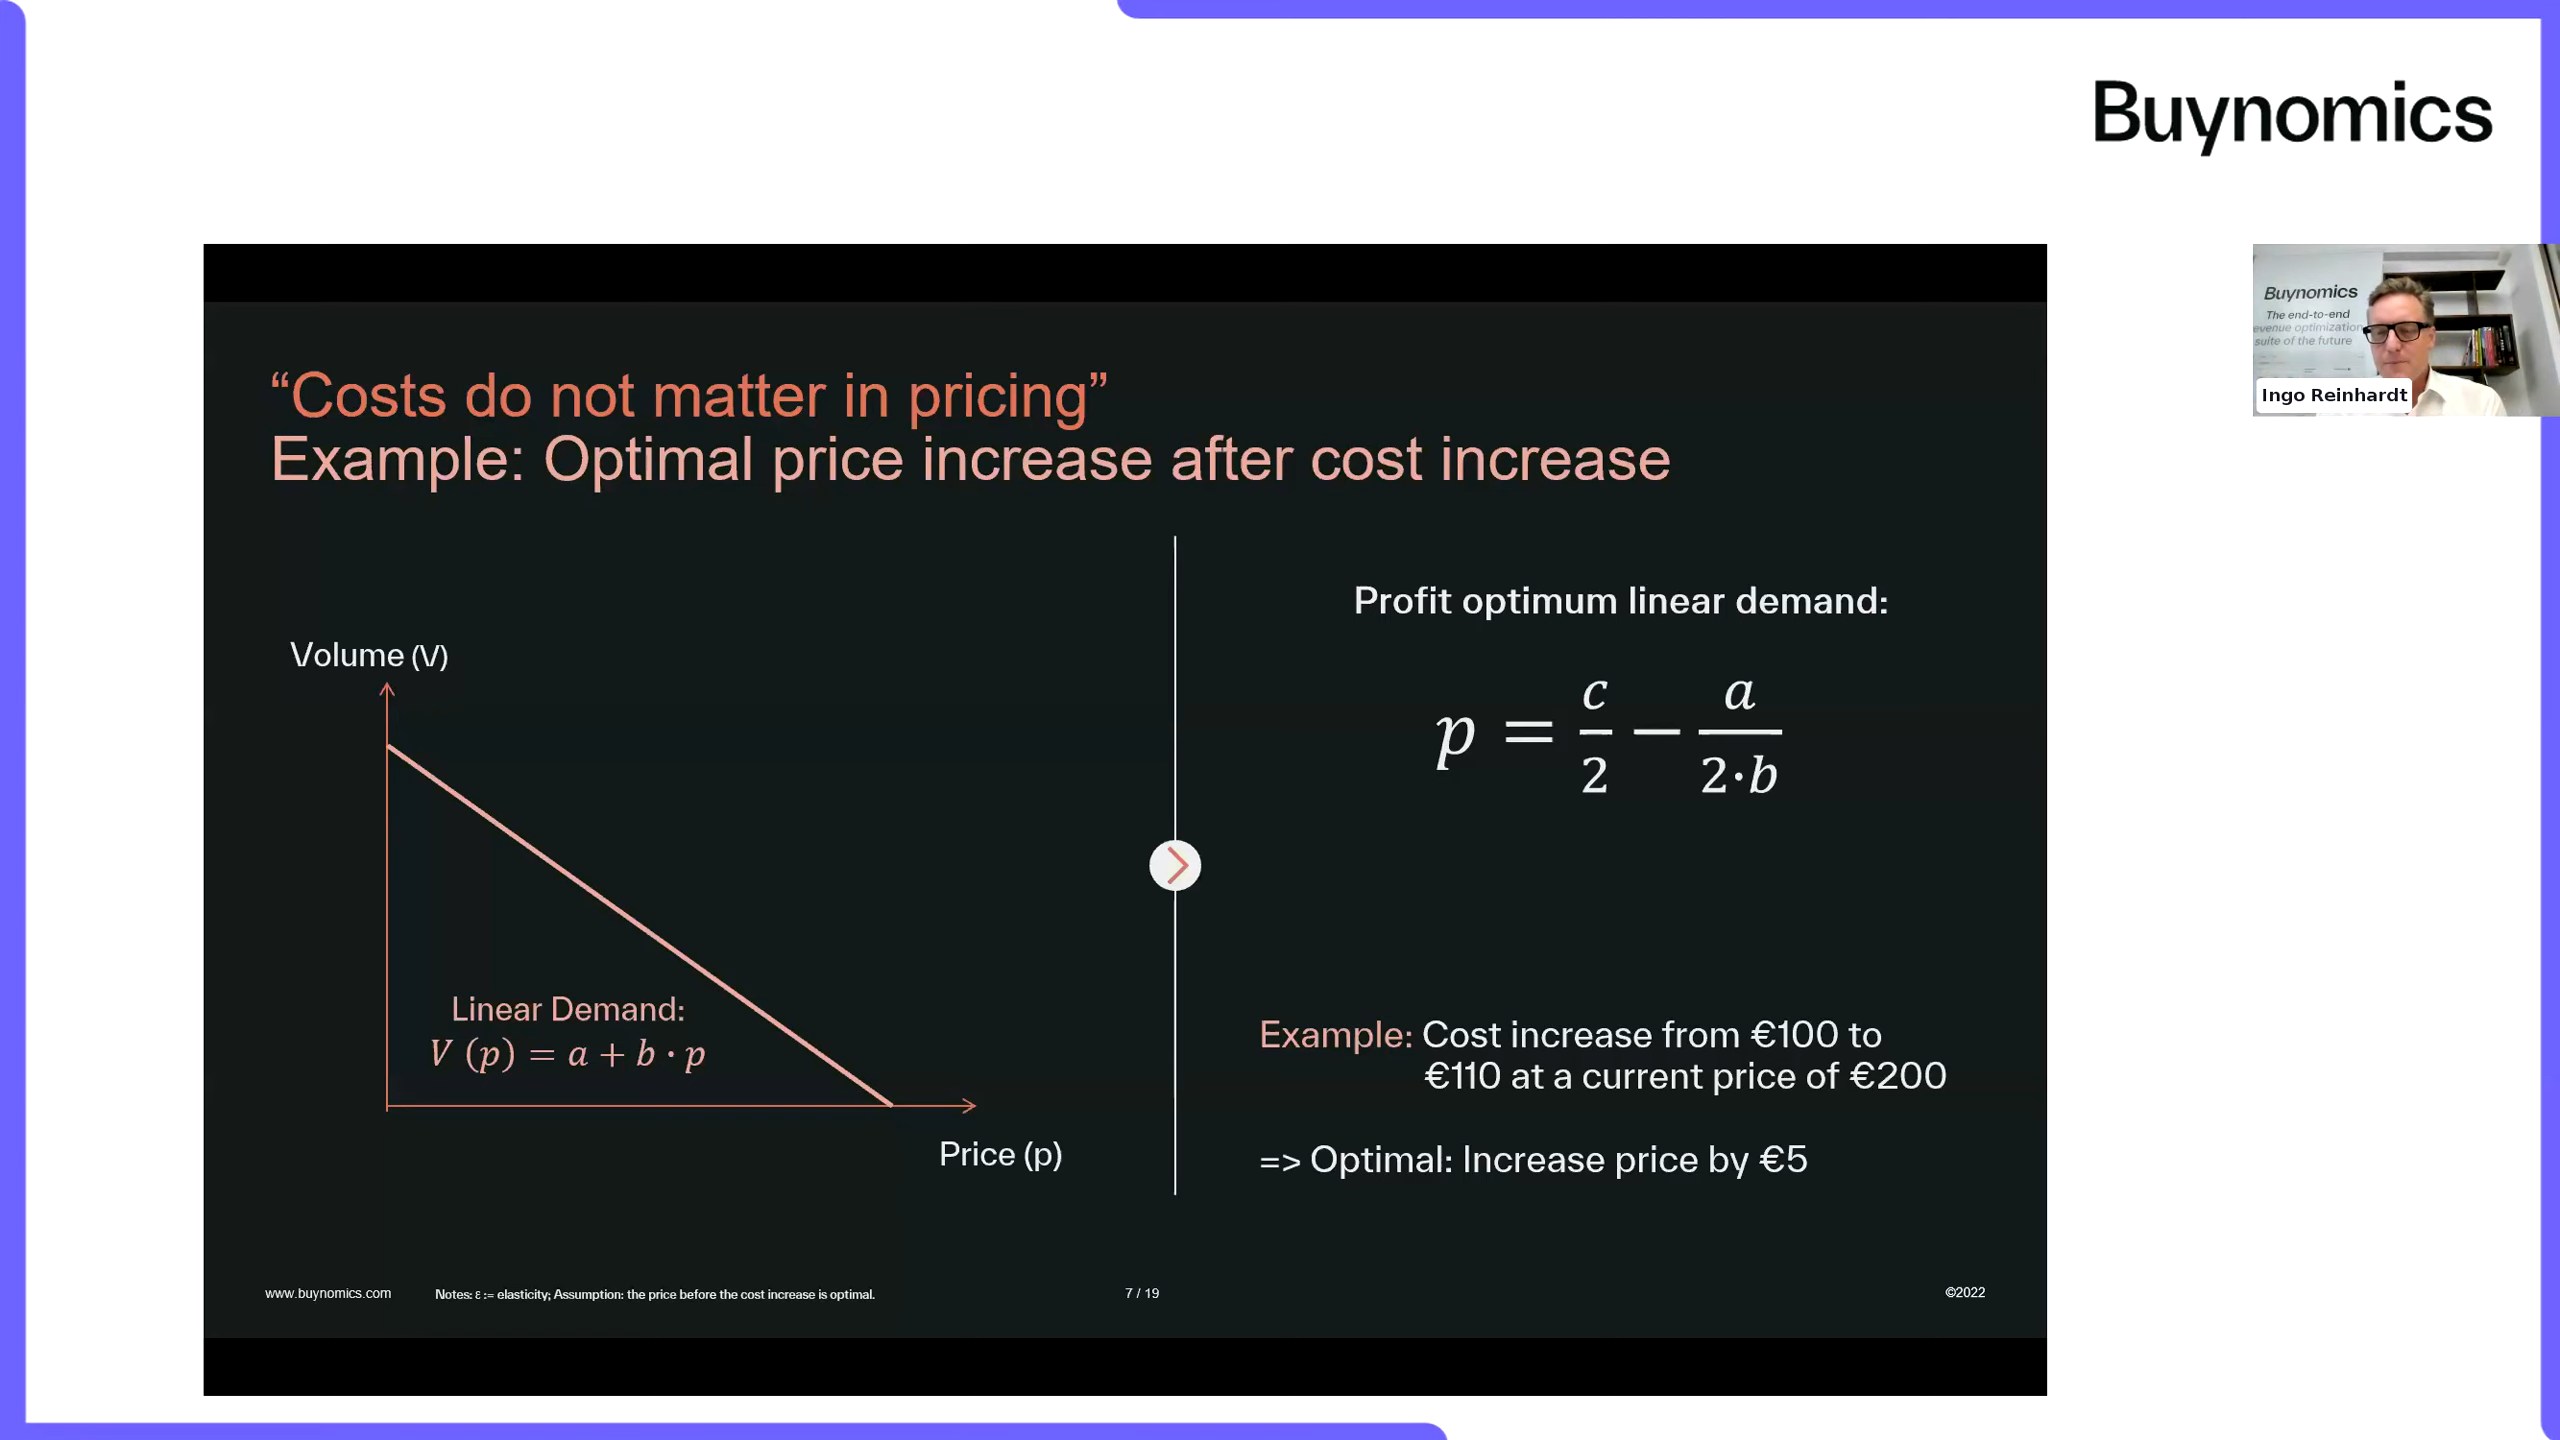 Buynomics
Buynomics
The end-to-end
evenue optimization
suite of the future
Ingo Reinhardt
“Costs do not matter in pricing”
Example: Optimal price increase after cost increase
Volume (V)
Linear Demand:
V (p) = a + b · p
Price (p)
Profit optimum linear demand:
p = c/2 − a/2·b
Example: Cost increase from €100 to
€110 at a current price of €200
=> Optimal: Increase price by €5
www.buynomics.com
Notes: ε := elasticity; Assumption: the price before the cost increase is optimal.
7 / 19
©2022